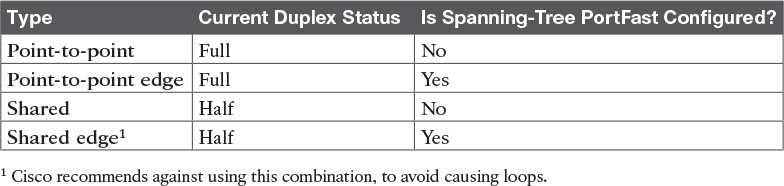 Type Current Duplex Status Is Spanning-Tree PortFast Configured?
Point-to-point Full No
Point-to-point edge Full Yes
Shared Half No
Shared edge¹ Half Yes
¹ Cisco recommends against using this combination, to avoid causing loops.